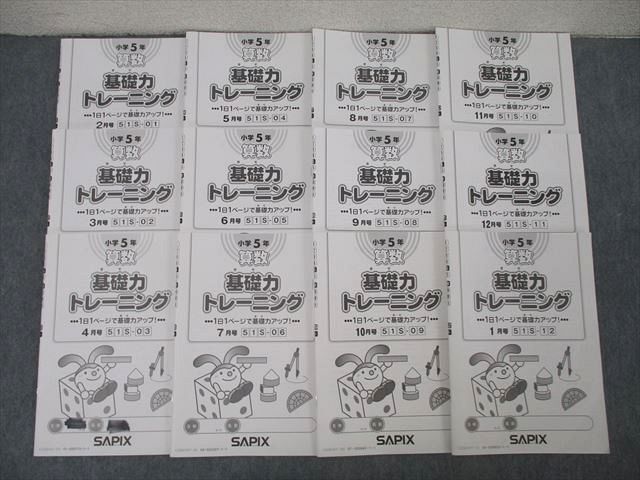 小学5年
算数
基礎力
トレーニング
1日1ページで基礎力アップ!
2月号 51S-01
小学5年
算数
基礎力
トレーニング
1日1ページで基礎力アップ!
5月号 51S-04
小学5年
算数
基礎力
トレーニング
1日1ページで基礎力アップ!
8月号 51S-07
小学5年
算数
基礎力
トレーニング
1日1ページで基礎力アップ!
11月号 51S-10
小学5年
算数
基礎力
トレーニング
1日1ページで基礎力アップ!
3月号 51S-02
小学5年
算数
基礎力
トレーニング
1日1ページで基礎力アップ!
6月号 51S-05
小学5年
算数
基礎力
トレーニング
1日1ページで基礎力アップ!
9月号 51S-08
小学5年
算数
基礎力
トレーニング
1日1ページで基礎力アップ!
12月号 51S-11
小学5年
算数
基礎力
トレーニング
1日1ページで基礎力アップ!
4月号 51S-03
SAPIX
小学5年
算数
基礎力
トレーニング
1日1ページで基礎力アップ!
7月号 51S-06
SAPIX
小学5年
算数
基礎力
トレーニング
1日1ページで基礎力アップ!
10月号 51S-09
SAPIX
小学5年
算数
基礎力
トレーニング
1日1ページで基礎力アップ!
1月号 51S-12
SAPIX